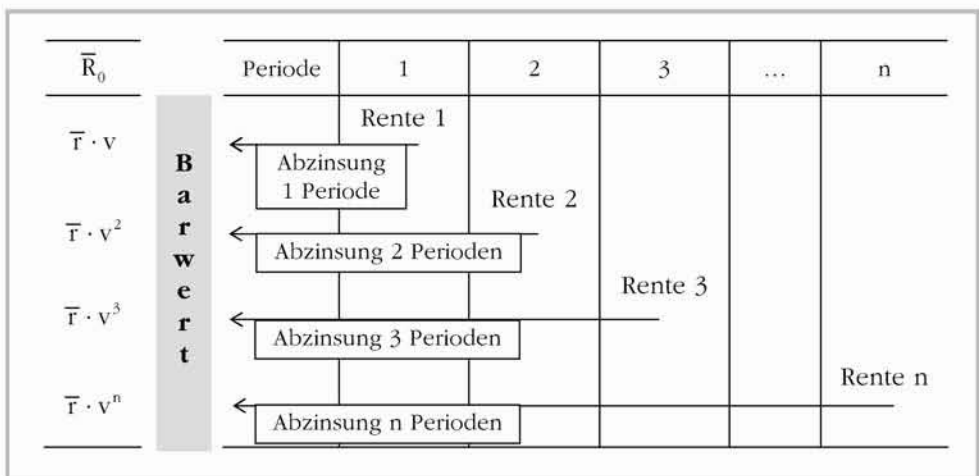 R̅₀ Periode 1 2 3 ... n
Rente 1
r̅ · v
Abzinsung
1 Periode
Barwert
Rente 2
r̅ · v²
Abzinsung 2 Perioden
Rente 3
r̅ · v³
Abzinsung 3 Perioden
Rente n
r̅ · vⁿ
Abzinsung n Perioden